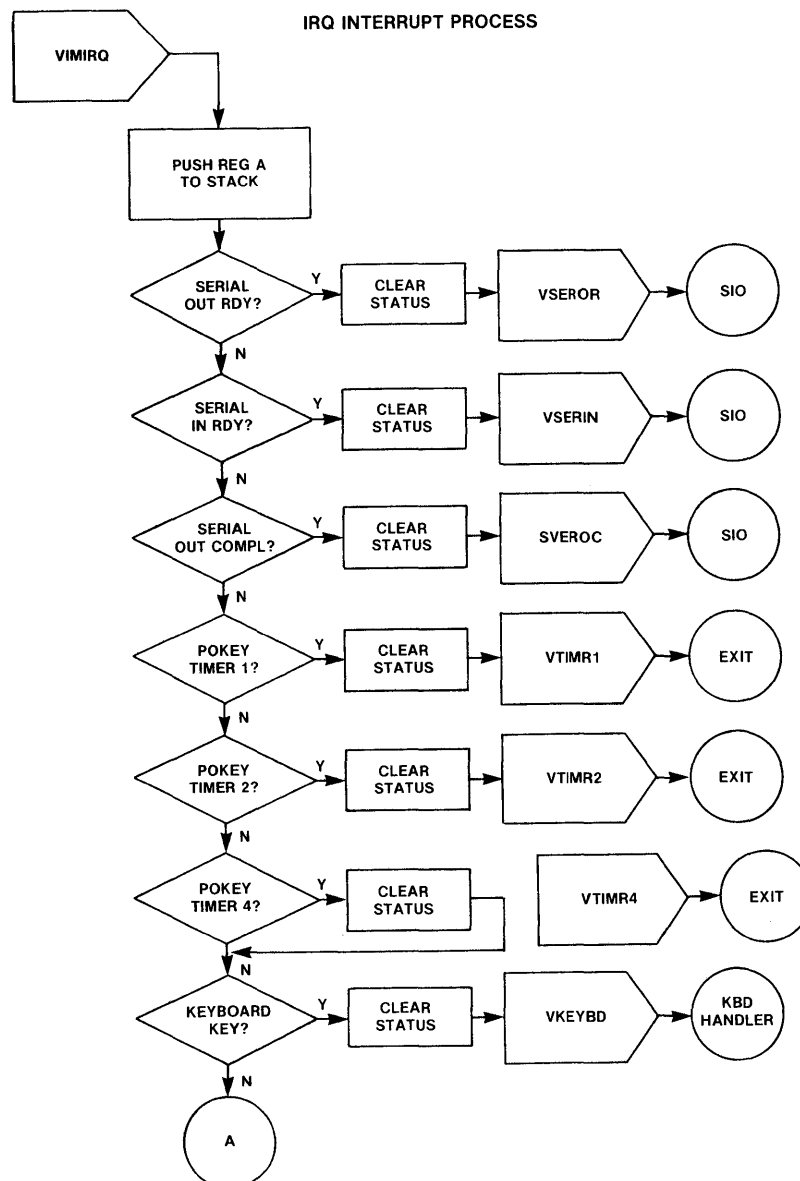 IRQ INTERRUPT PROCESS
VIMIRQ
PUSH REG A
TO STACK
SERIAL
OUT RDY?
Y
CLEAR
STATUS
VSEROR
SIO
N
SERIAL
IN RDY?
Y
CLEAR
STATUS
VSERIN
SIO
N
SERIAL
OUT COMPL?
Y
CLEAR
STATUS
SVEROC
SIO
N
POKEY
TIMER 1?
Y
CLEAR
STATUS
VTIMR1
EXIT
N
POKEY
TIMER 2?
Y
CLEAR
STATUS
VTIMR2
EXIT
N
POKEY
TIMER 4?
Y
CLEAR
STATUS
VTIMR4
EXIT
N
KEYBOARD
KEY?
Y
CLEAR
STATUS
VKEYBD
KBD
HANDLER
N
A